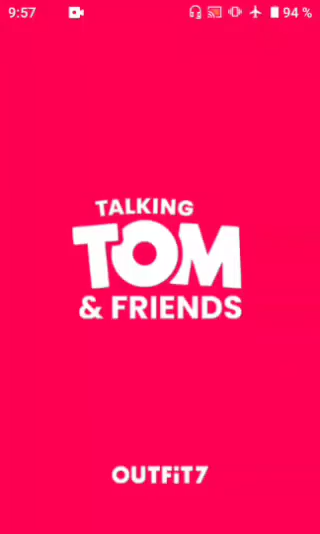 9:57 94 %
TALKING
TOM
& FRIENDS
OUTFiT7